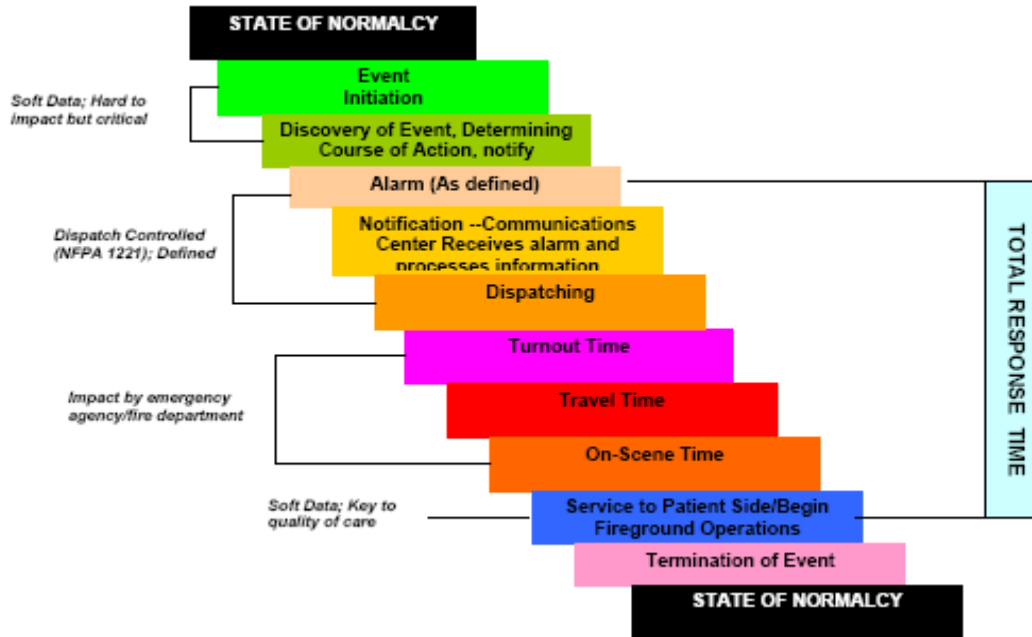 STATE OF NORMALCY
Event
Initiation
Soft Data; Hard to
impact but critical
Discovery of Event, Determining
Course of Action, notify
Alarm (As defined)
Notification --Communications
Center Receives alarm and
processes information
Dispatch Controlled
(NFPA 1221); Defined
Dispatching
Turnout Time
Impact by emergency
agency/fire department
Travel Time
On-Scene Time
Soft Data; Key to
quality of care
Service to Patient Side/Begin
Fireground Operations
Termination of Event
STATE OF NORMALCY
TOTAL RESPONSE TIME